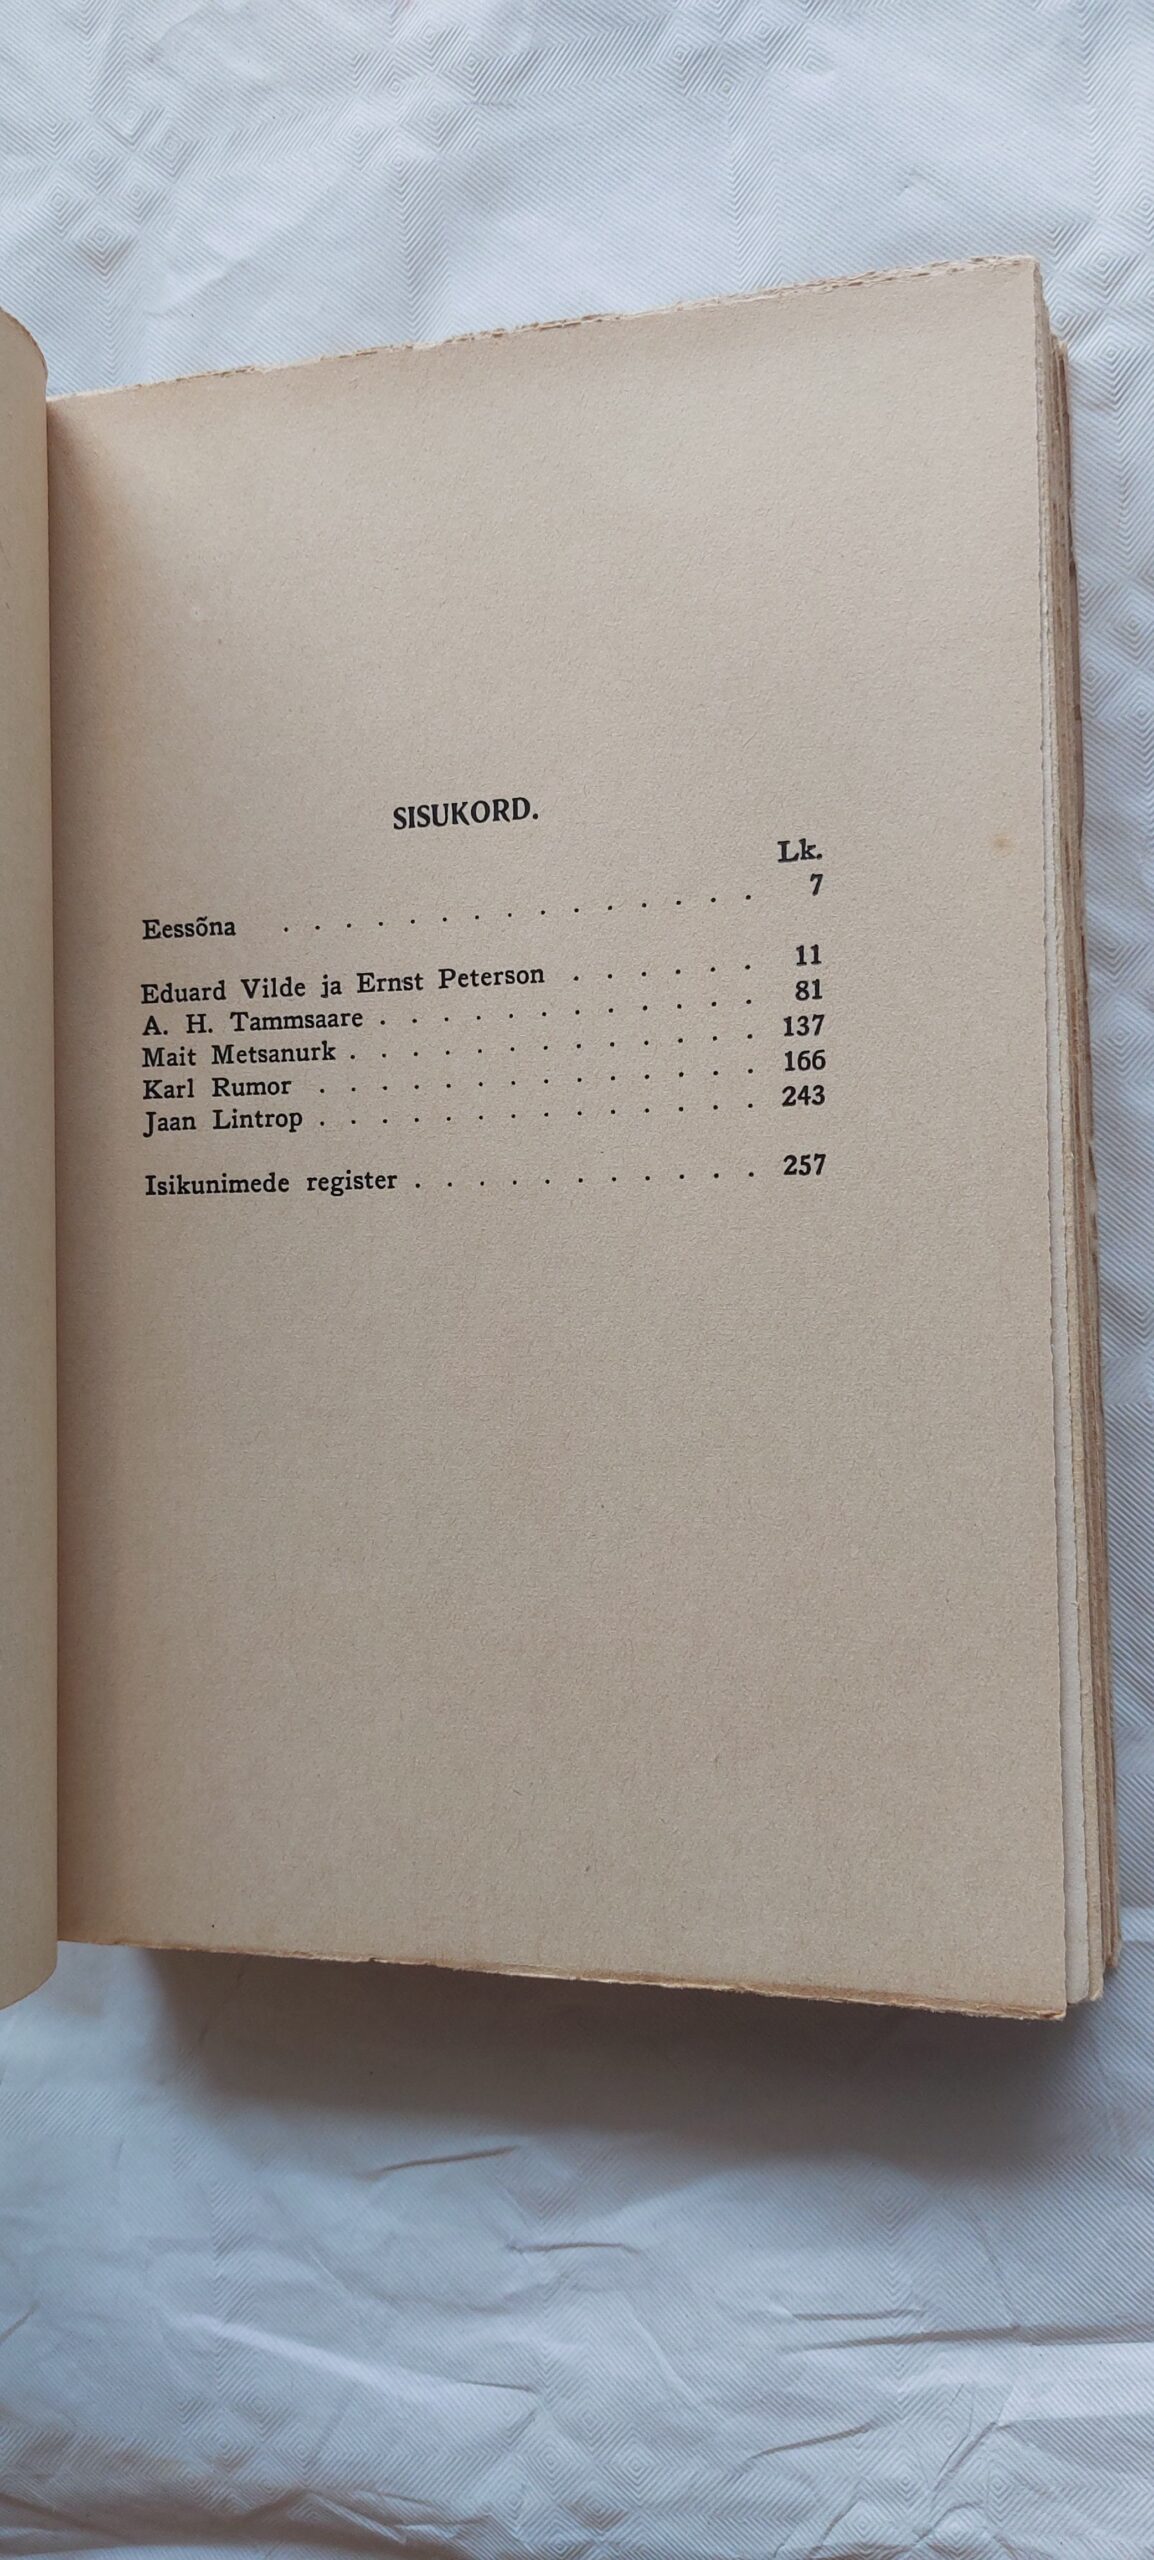 SISUKORD.
Lk.
Eessõna . . . . . . . . . . . . . . . 7
Eduard Vilde ja Ernst Peterson . . . . . . 11
A. H. Tammsaare . . . . . . . . . . . . 81
Mait Metsanurk . . . . . . . . . . . . . 137
Karl Rumor . . . . . . . . . . . . . . 166
Jaan Lintrop . . . . . . . . . . . . . . 243
Isikunimede register . . . . . . . . . . . 257